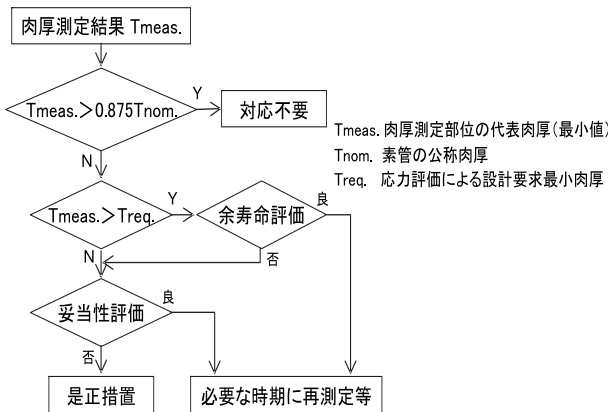 肉厚測定結果 Tmeas.
Tmeas.＞0.875Tnom.
Y
対応不要
N
Tmeas.肉厚測定部位の代表肉厚(最小値)
Tnom. 素管の公称肉厚
Treq. 応力評価による設計要求最小肉厚
Tmeas.＞Treq.
Y
余寿命評価
良
N
否
妥当性評価
良
否
是正措置
必要な時期に再測定等